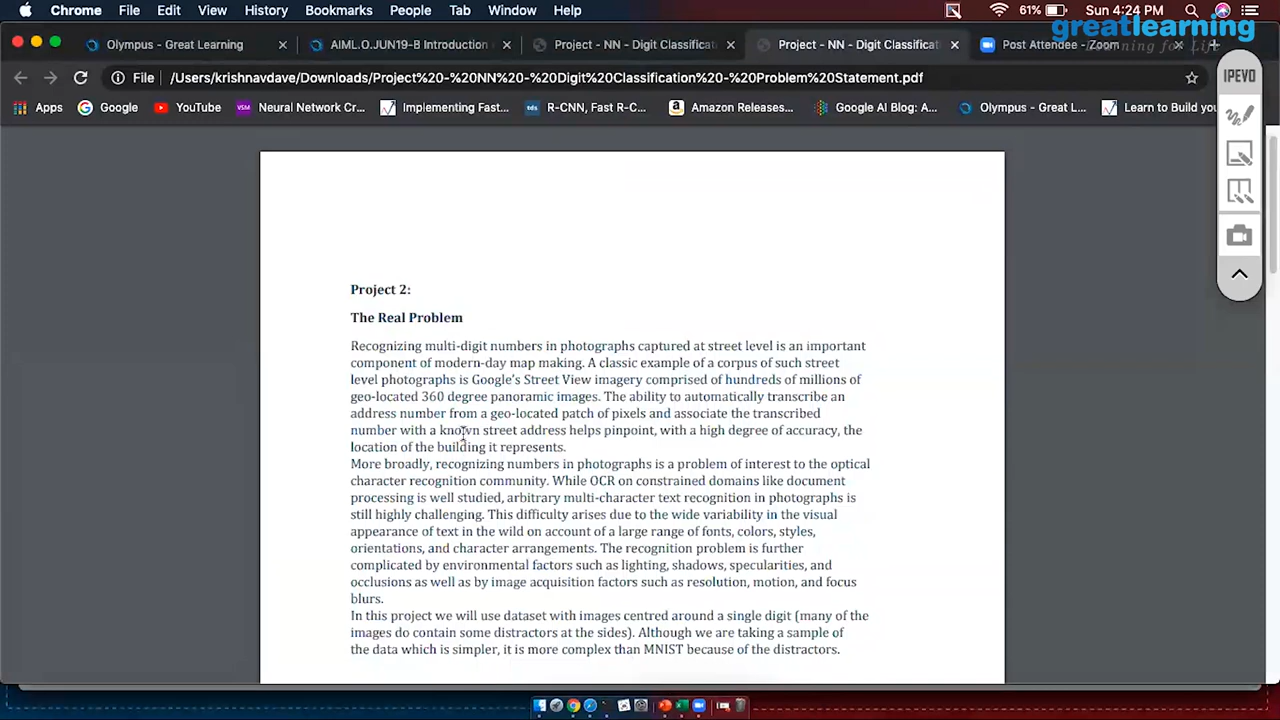 Chrome File Edit View History Bookmarks People Tab Window Help 61% Sun 4:24 PM
greatlearning
Learning for Life
Olympus - Great Learning
AIML.O.JUN19-B Introduction
Project - NN - Digit Classificat
Project - NN - Digit Classificat
Post Attendee - Zoom
File /Users/krishnavdave/Downloads/Project%20-%20NN%20-%20Digit%20Classification%20-%20Problem%20Statement.pdf
IPEVO
Apps Google YouTube Neural Network Cr... Implementing Fast... R-CNN, Fast R-C... Amazon Releases... Google AI Blog: A... Olympus - Great L... Learn to Build you
Project 2:
The Real Problem
Recognizing multi-digit numbers in photographs captured at street level is an important
component of modern-day map making. A classic example of a corpus of such street
level photographs is Google's Street View imagery comprised of hundreds of millions of
geo-located 360 degree panoramic images. The ability to automatically transcribe an
address number from a geo-located patch of pixels and associate the transcribed
number with a known street address helps pinpoint, with a high degree of accuracy, the
location of the building it represents.
More broadly, recognizing numbers in photographs is a problem of interest to the optical
character recognition community. While OCR on constrained domains like document
processing is well studied, arbitrary multi-character text recognition in photographs is
still highly challenging. This difficulty arises due to the wide variability in the visual
appearance of text in the wild on account of a large range of fonts, colors, styles,
orientations, and character arrangements. The recognition problem is further
complicated by environmental factors such as lighting, shadows, specularities, and
occlusions as well as by image acquisition factors such as resolution, motion, and focus
blurs.
In this project we will use dataset with images centred around a single digit (many of the
images do contain some distractors at the sides). Although we are taking a sample of
the data which is simpler, it is more complex than MNIST because of the distractors.